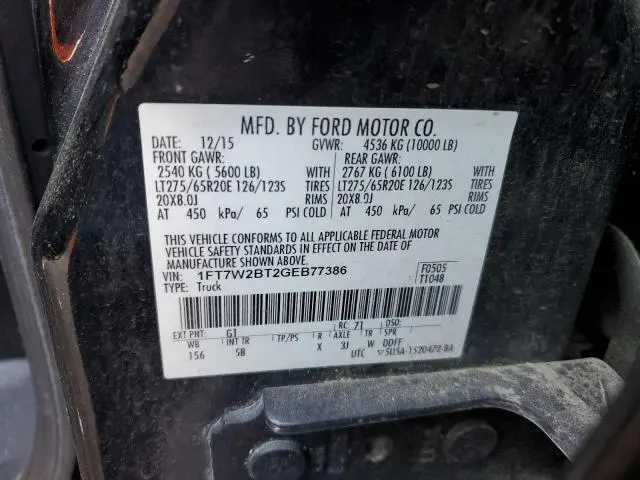 MFD. BY FORD MOTOR CO.
DATE: 12/15 GVWR: 4536 KG (10000 LB)
FRONT GAWR: REAR GAWR:
2540 KG ( 5600 LB) WITH 2767 KG ( 6100 LB) WITH
LT275/65R20E 126/123S TIRES LT275/65R20E 126/123S TIRES
20X8.0J RIMS 20X8.0J RIMS
AT 450 kPa/ 65 PSI COLD AT 450 kPa/ 65 PSI COLD
THIS VEHICLE CONFORMS TO ALL APPLICABLE FEDERAL MOTOR
VEHICLE SAFETY STANDARDS IN EFFECT ON THE DATE OF
MANUFACTURE SHOWN ABOVE.
VIN: 1FT7W2BT2GEB77386 F0505
TYPE: Truck T1048
EXT PNT: G1 RC: 71 DSO:
WB INT TR TP/PS R AXLE TR SPR
156 5B X 3J W DDFF
UTC 5U5A-1520472-BA